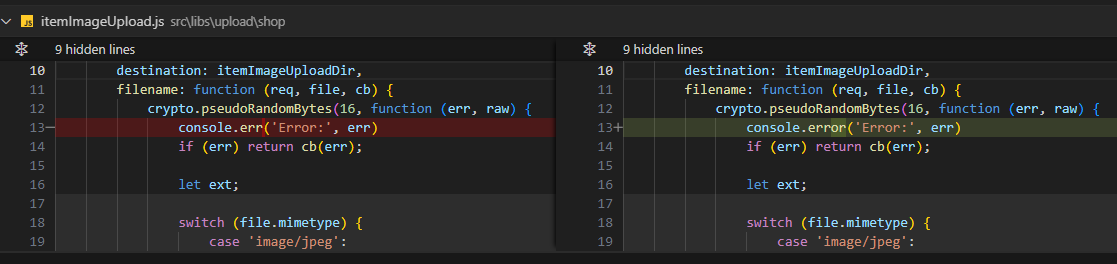 JS itemImageUpload.js src\libs\upload\shop
9 hidden lines
10 destination: itemImageUploadDir,
11 filename: function (req, file, cb) {
12 crypto.pseudoRandomBytes(16, function (err, raw) {
13− console.err('Error:', err)
14 if (err) return cb(err);
15
16 let ext;
17
18 switch (file.mimetype) {
19 case 'image/jpeg':
9 hidden lines
10 destination: itemImageUploadDir,
11 filename: function (req, file, cb) {
12 crypto.pseudoRandomBytes(16, function (err, raw) {
13+ console.error('Error:', err)
14 if (err) return cb(err);
15
16 let ext;
17
18 switch (file.mimetype) {
19 case 'image/jpeg':